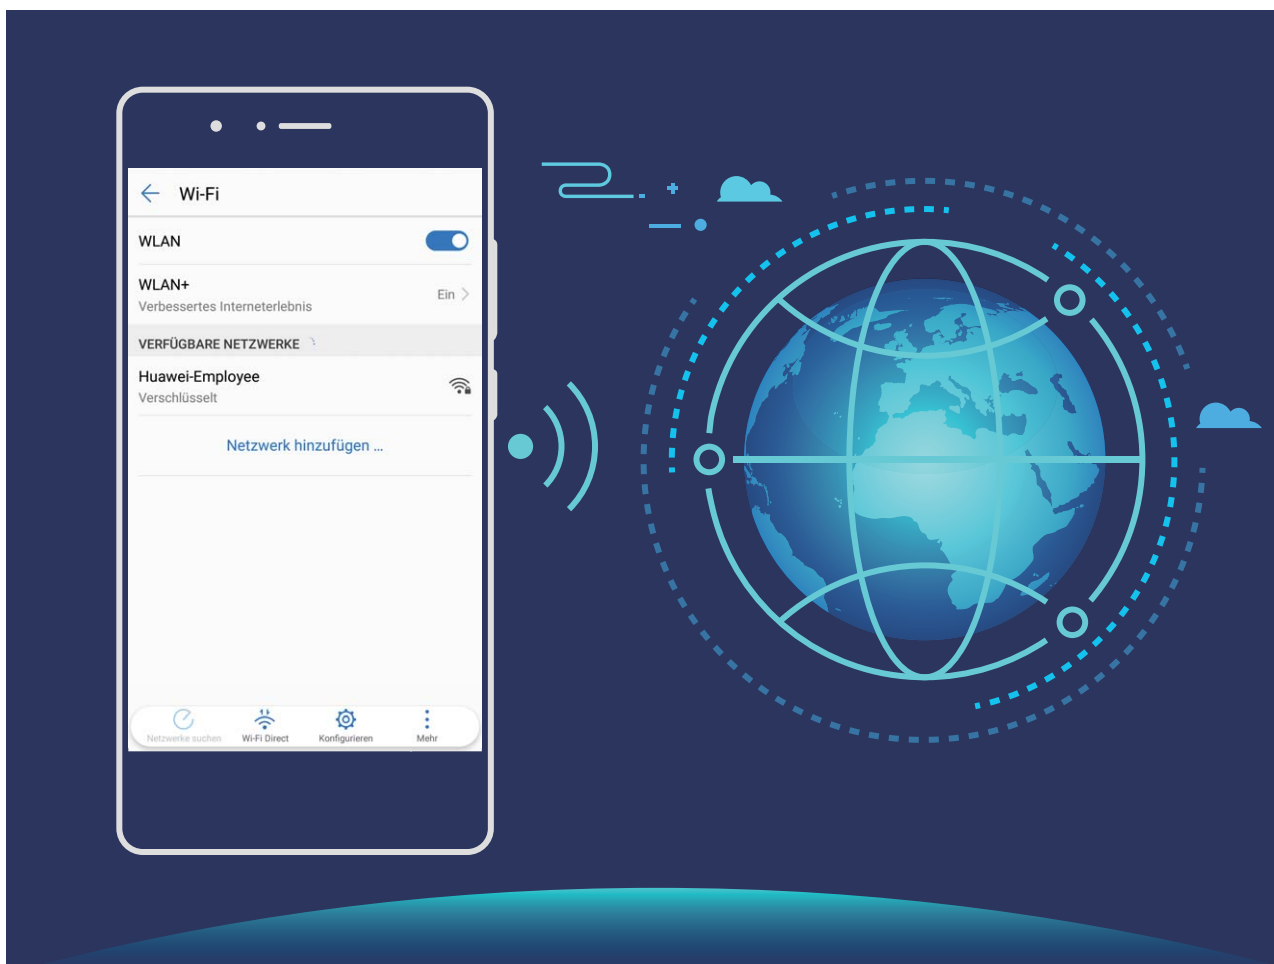 Wi-Fi
WLAN
WLAN+
Verbessertes Interneterlebnis
Ein
VERFÜGBARE NETZWERKE
Huawei-Employee
Verschlüsselt
Netzwerk hinzufügen ...
Netzwerke suchen
Wi-Fi Direct
Konfigurieren
Mehr